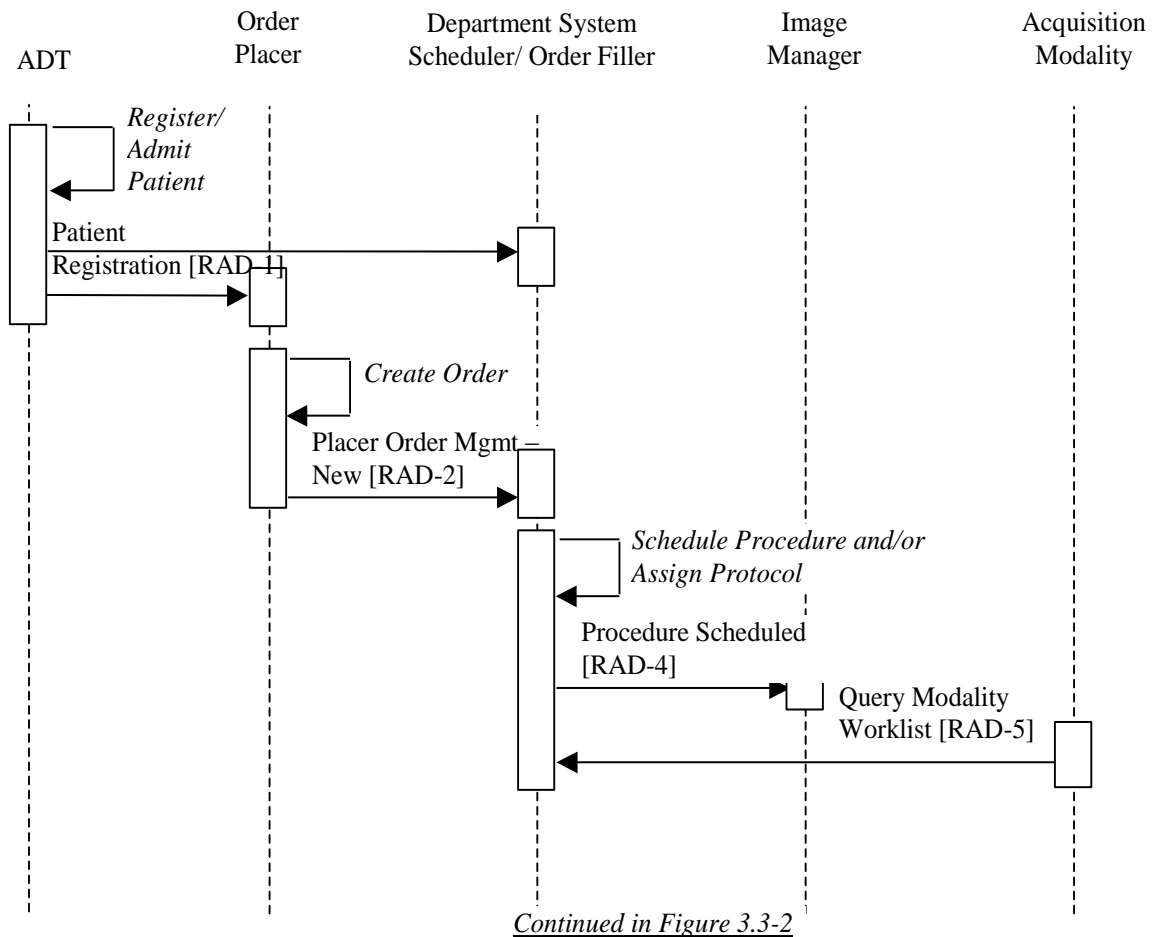 ADT
Order
Placer
Department System
Scheduler/ Order Filler
Image
Manager
Acquisition
Modality
Register/
Admit
Patient
Patient
Registration [RAD-1]
Create Order
Placer Order Mgmt –
New [RAD-2]
Schedule Procedure and/or
Assign Protocol
Procedure Scheduled
[RAD-4]
Query Modality
Worklist [RAD-5]
Continued in Figure 3.3-2